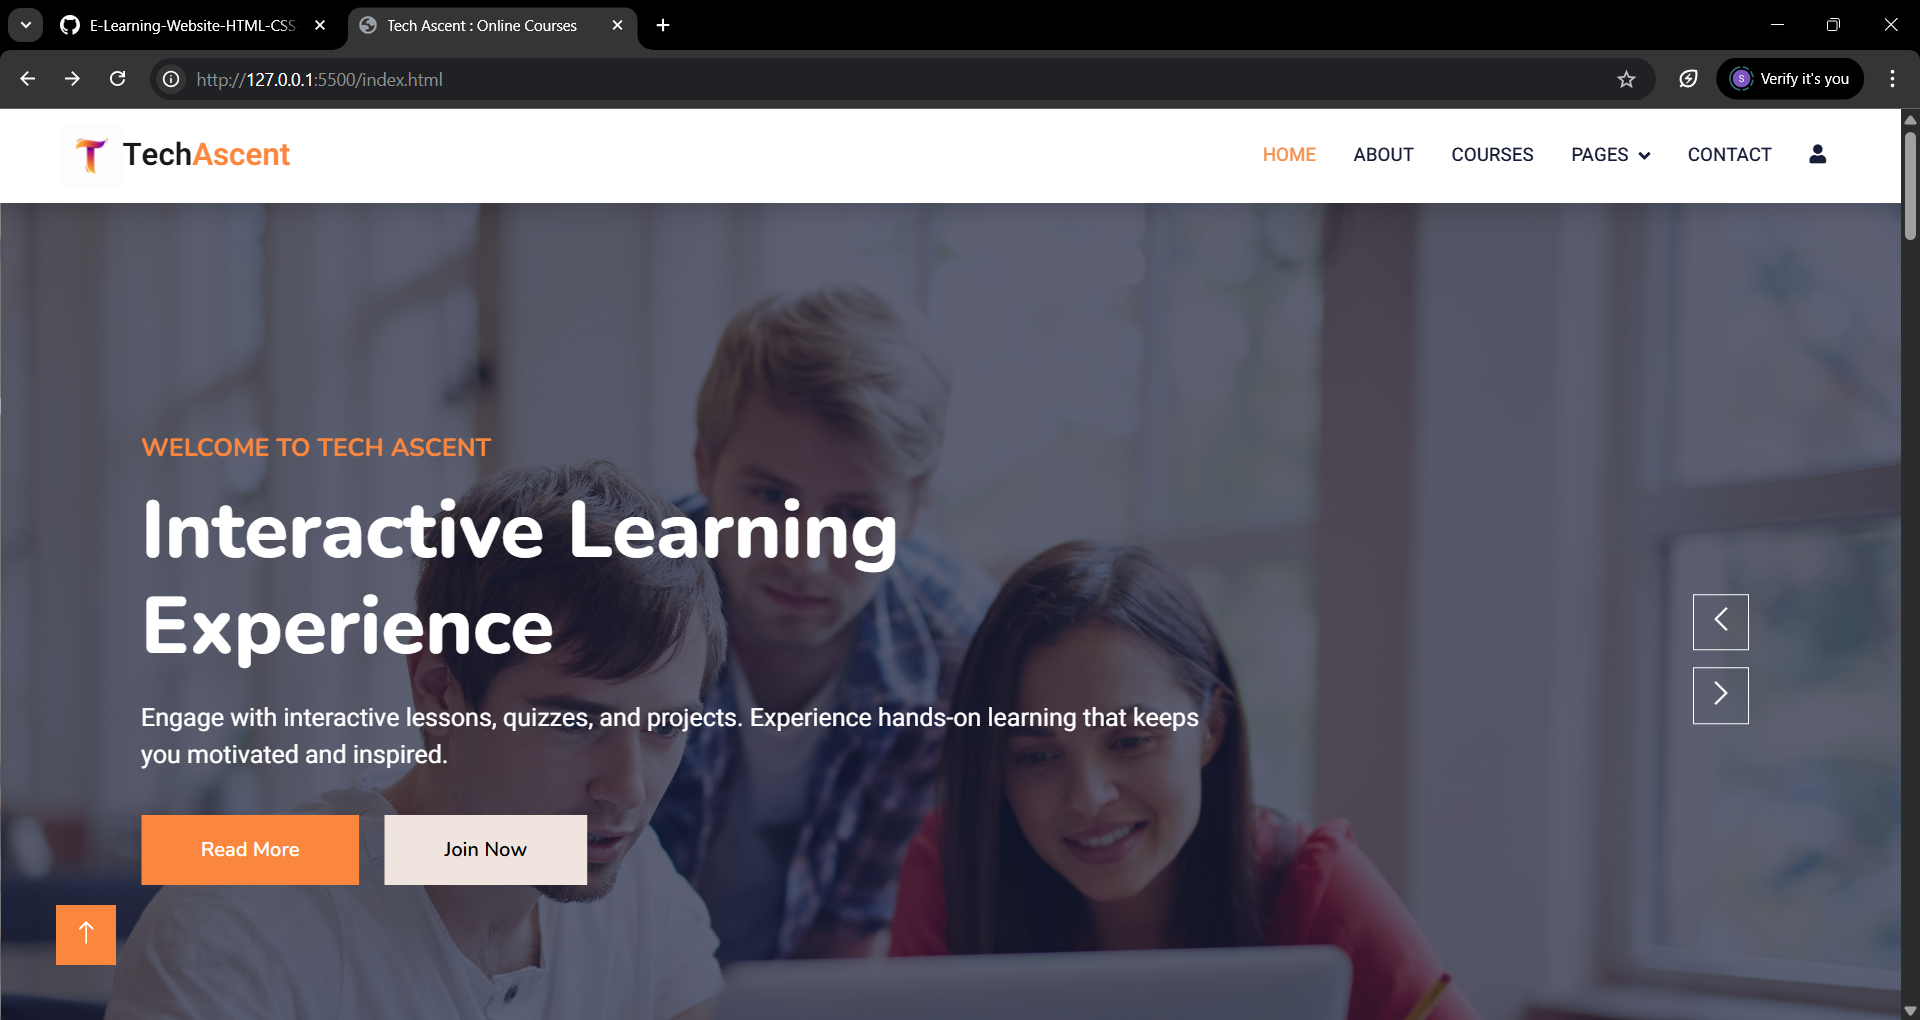 E-Learning-Website-HTML-CSS
Tech Ascent : Online Courses
http://127.0.0.1:5500/index.html
S
Verify it's you
TechAscent
HOME
ABOUT
COURSES
PAGES
CONTACT
WELCOME TO TECH ASCENT
Interactive Learning
Experience
Engage with interactive lessons, quizzes, and projects. Experience hands-on learning that keeps
you motivated and inspired.
Read More
Join Now